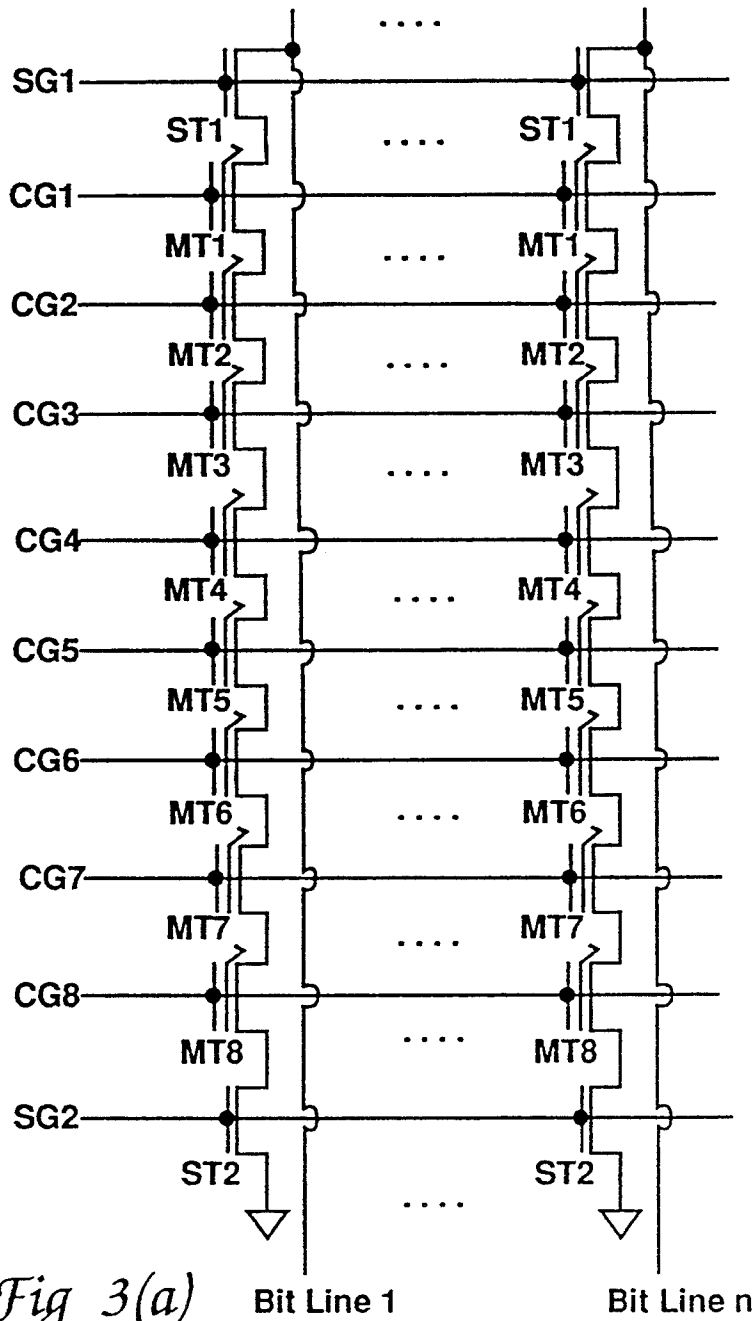 ....
SG1
ST1 .... ST1
CG1
MT1 .... MT1
CG2
MT2 .... MT2
CG3
MT3 .... MT3
CG4
MT4 .... MT4
CG5
MT5 .... MT5
CG6
MT6 .... MT6
CG7
MT7 .... MT7
CG8
MT8 .... MT8
SG2
ST2 .... ST2
Fig 3(a) Bit Line 1 Bit Line n